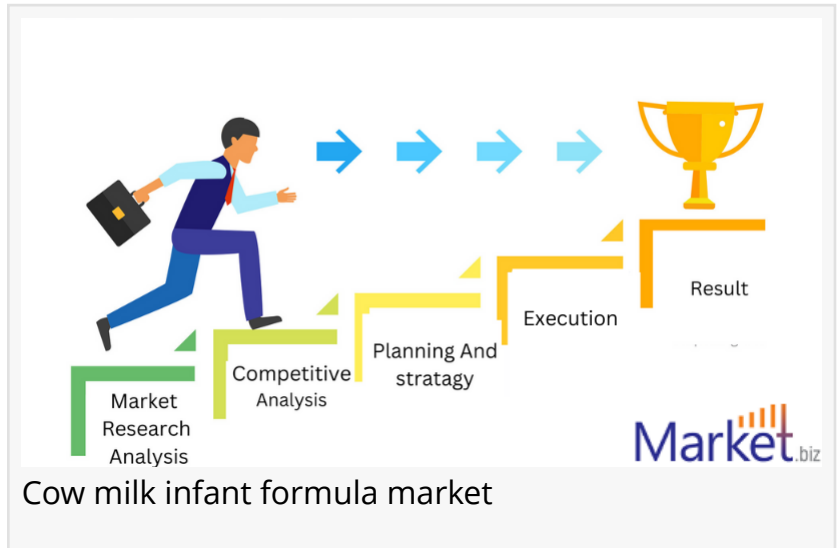 Market
Research
Analysis
Competitive
Analysis
Planning And
stratagy
Execution
Result
Market.biz
Cow milk infant formula market